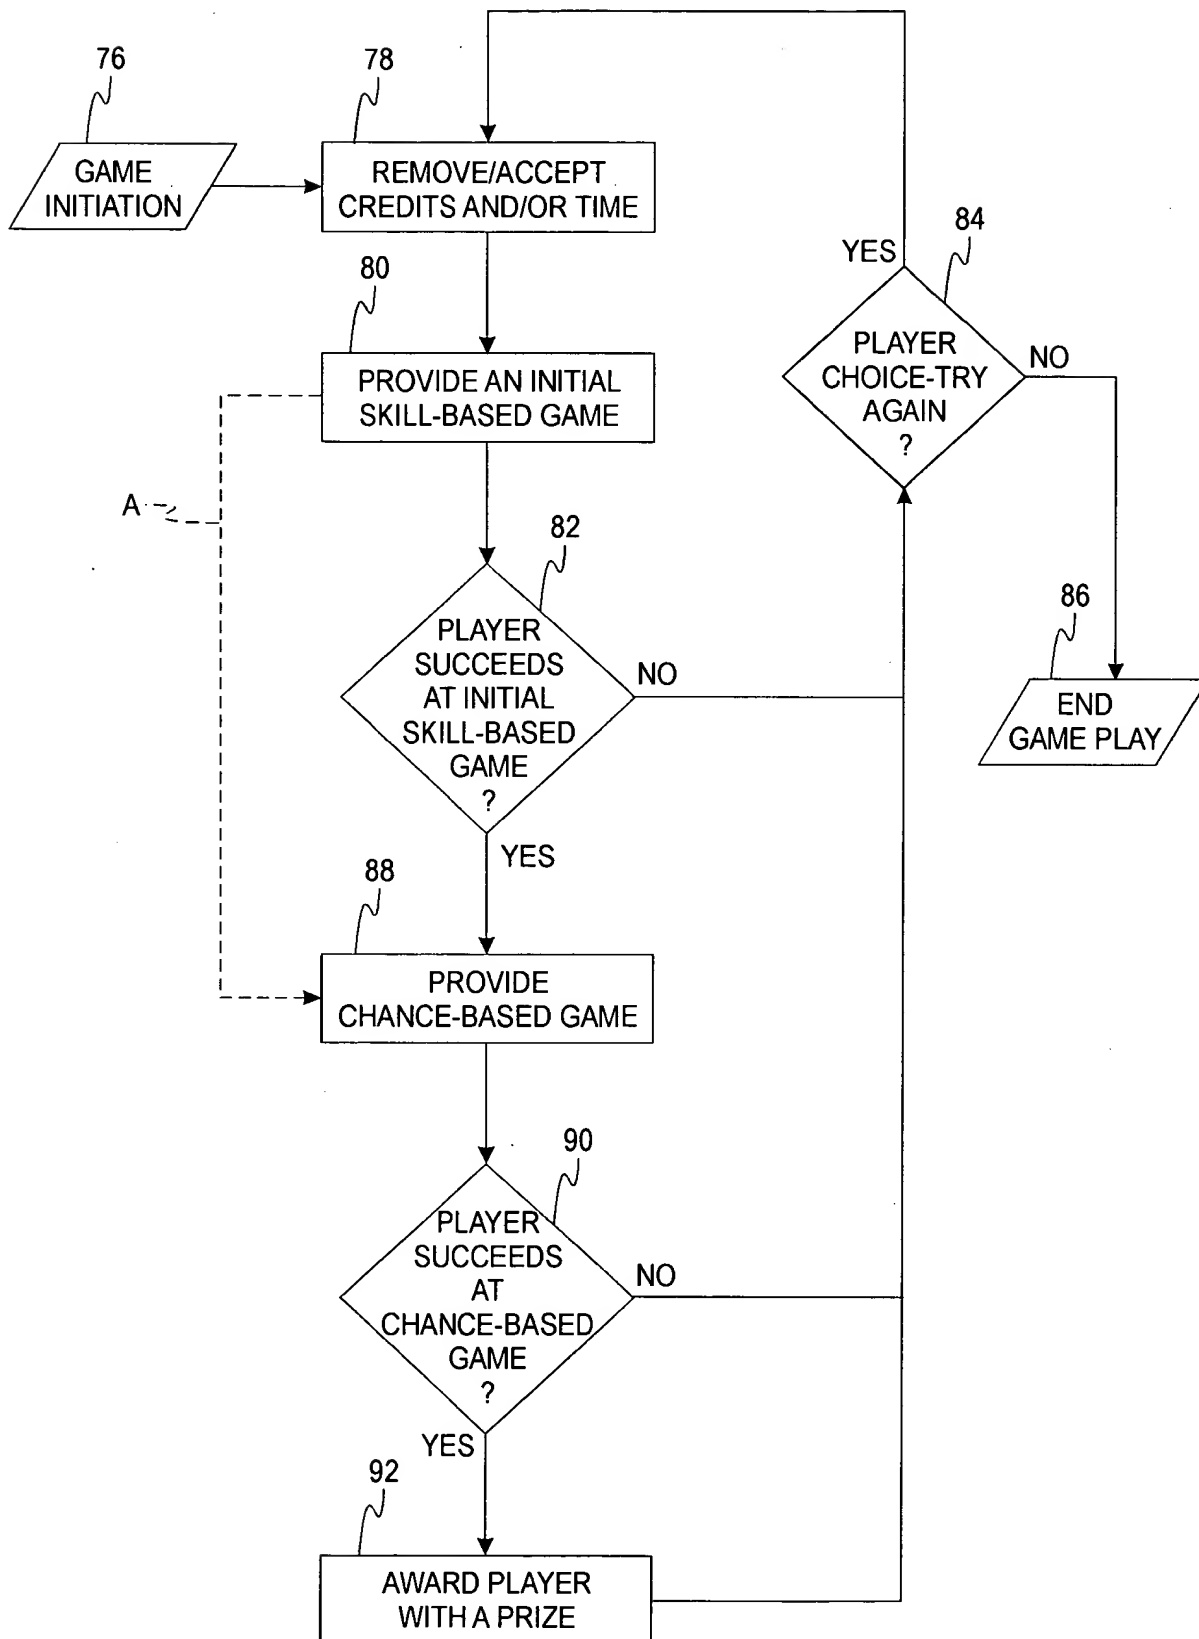 76
GAME
INITIATION
78
REMOVE/ACCEPT
CREDITS AND/OR TIME
80
PROVIDE AN INITIAL
SKILL-BASED GAME
A
82
PLAYER
SUCCEEDS
AT INITIAL
SKILL-BASED
GAME
?
NO
YES
84
YES
PLAYER
CHOICE-TRY
AGAIN
?
NO
86
END
GAME PLAY
88
PROVIDE
CHANCE-BASED GAME
90
PLAYER
SUCCEEDS
AT
CHANCE-BASED
GAME
?
NO
YES
92
AWARD PLAYER
WITH A PRIZE